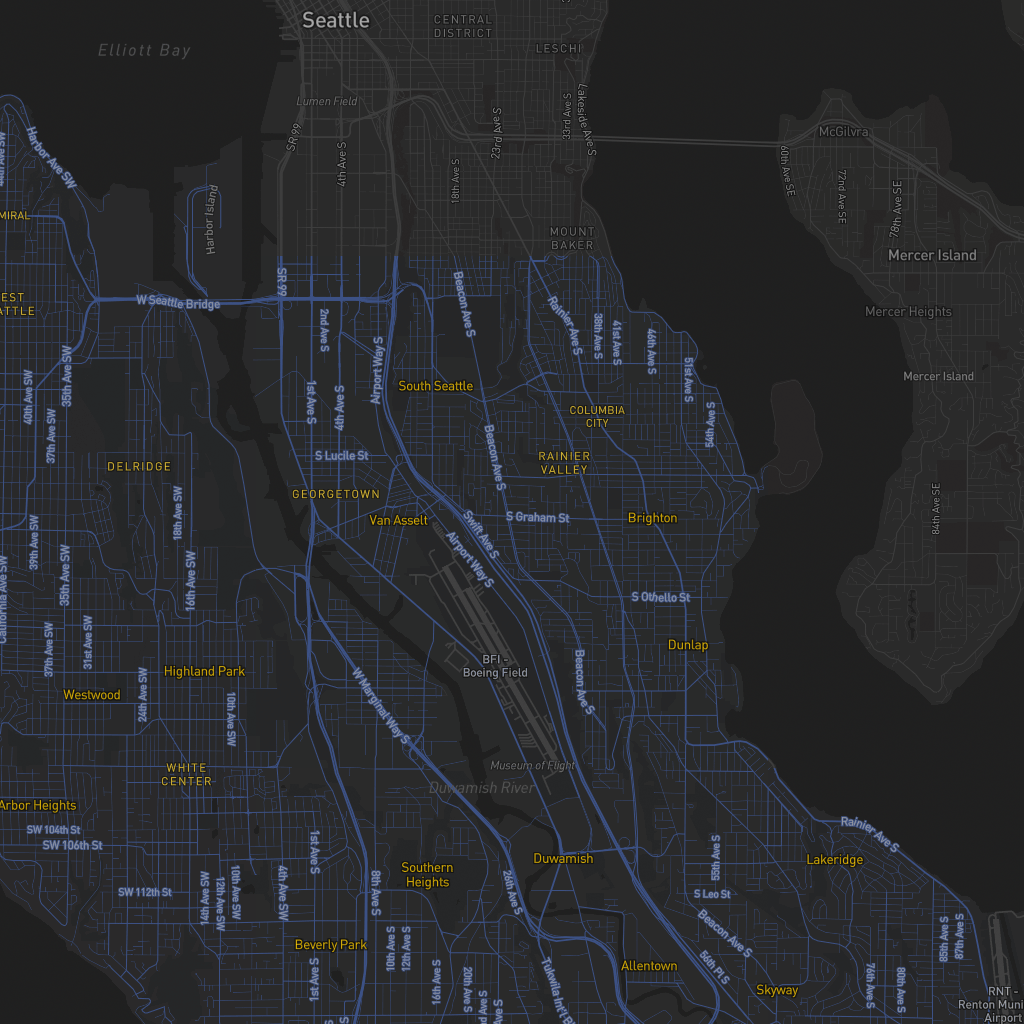 Seattle
CENTRAL
DISTRICT
Elliott Bay
LESCHI
Lumen Field
SR 99
4th Ave S
23rd Ave S
33rd Ave S
Lakeside Ave S
18th Ave S
McGilvra
60th Ave SE
72nd Ave SE
78th Ave SE
Harbor Ave SW
44th Ave SW
MIRAL
Harbor Island
MOUNT
BAKER
Mercer Island
EST
ATTLE
W Seattle Bridge
SR 99
2nd Ave S
Beacon Ave S
Rainier Ave S
38th Ave S
41st Ave S
46th Ave S
Mercer Heights
35th Ave SW
40th Ave SW
37th Ave SW
Airport Way S
1st Ave S
4th Ave S
South Seattle
51st Ave S
54th Ave S
Mercer Island
COLUMBIA
CITY
DELRIDGE
S Lucile St
Beacon Ave S
RAINIER
VALLEY
GEORGETOWN
Van Asselt
18th Ave SW
39th Ave SW
Swift Ave S
S Graham St
Brighton
84th Ave SE
California Ave SW
35th Ave SW
16th Ave SW
Airport Way S
S Othello St
37th Ave SW
31st Ave SW
Dunlap
Highland Park
Westwood
24th Ave SW
10th Ave SW
W Marginal Way S
BFI -
Boeing Field
Beacon Ave S
WHITE
CENTER
Museum of Flight
Duwamish River
Arbor Heights
SW 104th St
SW 106th St
Rainier Ave S
1st Ave S
Southern
Heights
Duwamish
55th Ave S
Lakeridge
SW 112th St
14th Ave SW
12th Ave SW
10th Ave SW
4th Ave SW
8th Ave S
26th Ave S
S Leo St
Beacon Ave S
Beverly Park
10th Ave S
12th Ave S
85th Ave S
87th Ave S
1st Ave S
16th Ave S
20th Ave S
Tukwila Int'l B
Allentown
56th Pl S
Skyway
76th Ave S
80th Ave S
RNT -
Renton Muni
Airport
S
nd Ave S
Ave S